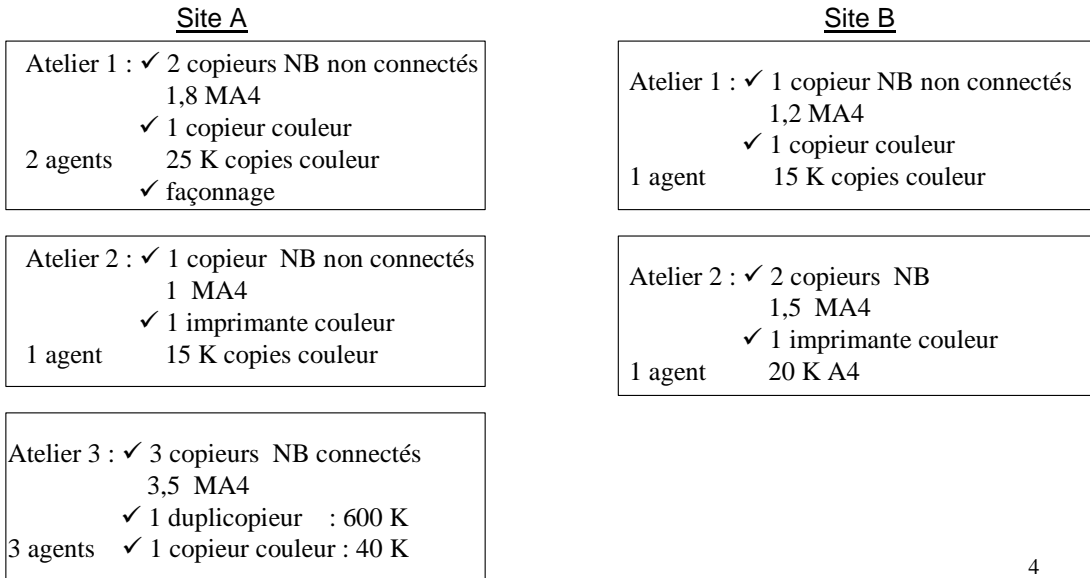 Site A
Atelier 1 : ✓ 2 copieurs NB non connectés
1,8 MA4
✓ 1 copieur couleur
2 agents 25 K copies couleur
✓ façonnage
Atelier 2 : ✓ 1 copieur NB non connectés
1 MA4
✓ 1 imprimante couleur
1 agent 15 K copies couleur
Atelier 3 : ✓ 3 copieurs NB connectés
3,5 MA4
✓ 1 duplicopieur : 600 K
3 agents ✓ 1 copieur couleur : 40 K
Site B
Atelier 1 : ✓ 1 copieur NB non connectés
1,2 MA4
✓ 1 copieur couleur
1 agent 15 K copies couleur
Atelier 2 : ✓ 2 copieurs NB
1,5 MA4
✓ 1 imprimante couleur
1 agent 20 K A4
4